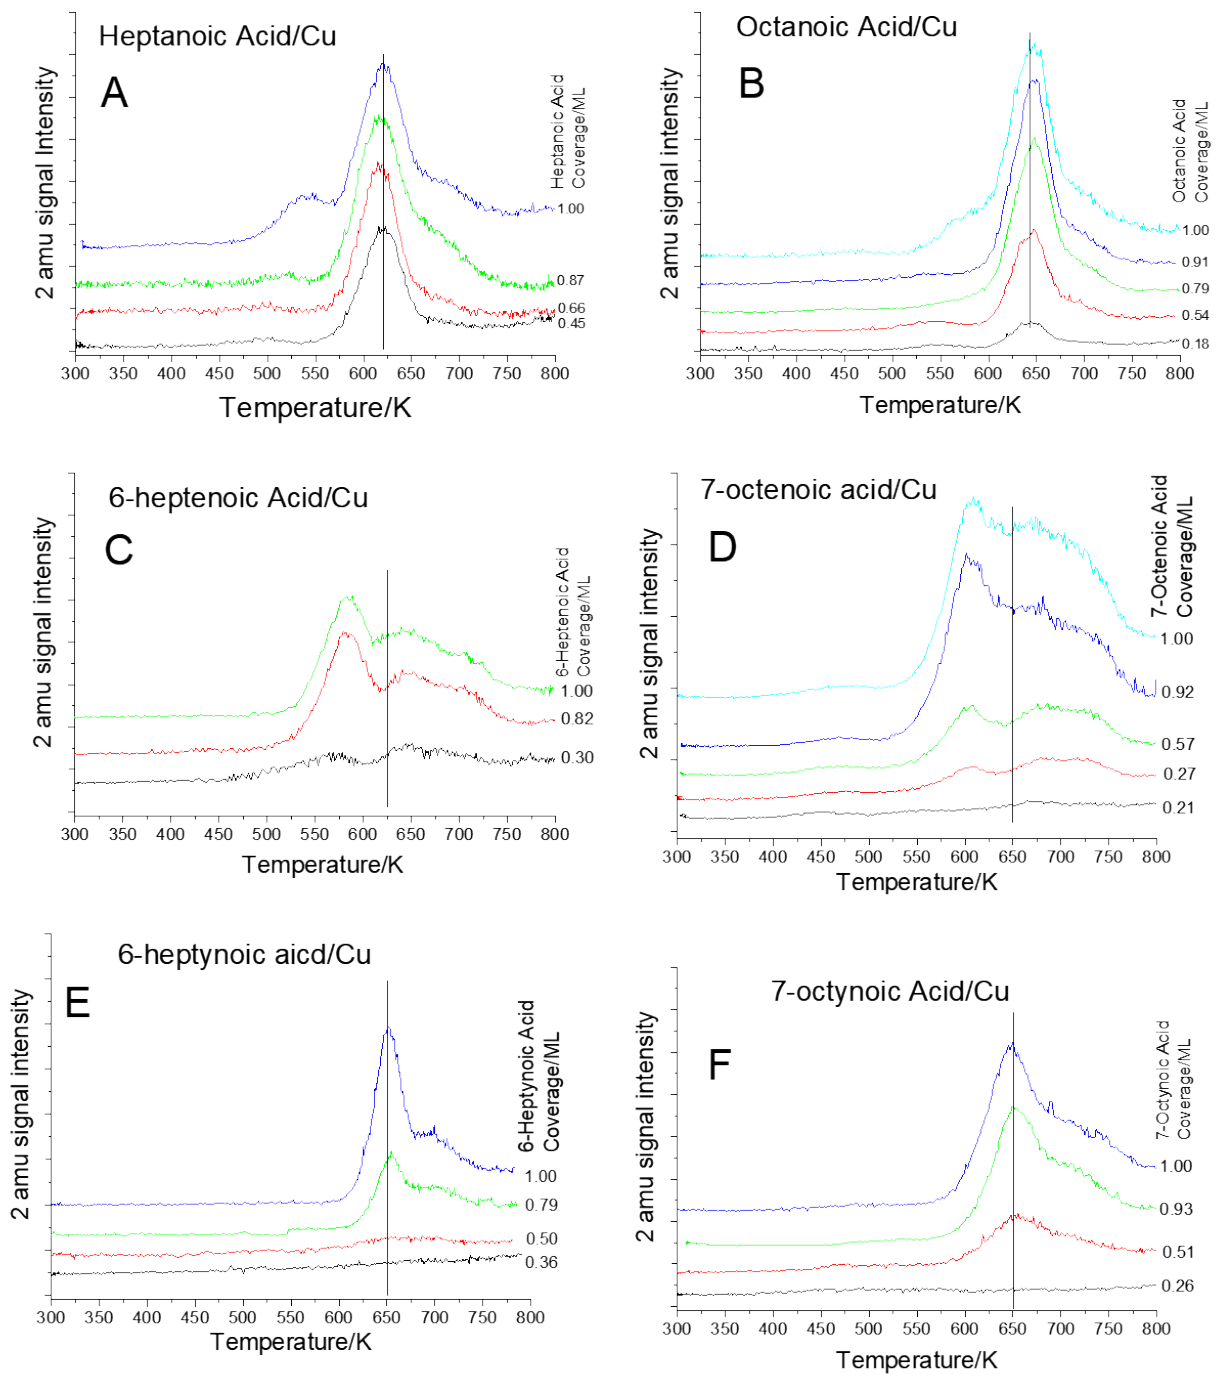 Heptanoic Acid/Cu
A
2 amu signal Intensity
Heptanoic Acid
Coverage/ML
1.00
0.87
0.66
0.45
300 350 400 450 500 550 600 650 700 750 800
Temperature/K
Octanoic Acid/Cu
B
2 amu signal intensity
Octanoic Acid
Coverage/ML
1.00
0.91
0.79
0.54
0.18
300 350 400 450 500 550 600 650 700 750 800
Temperature/K
6-heptenoic Acid/Cu
C
2 amu signal intensity
6-Heptenoic Acid
Coverage/ML
1.00
0.82
0.30
300 350 400 450 500 550 600 650 700 750 800
Temperature/K
7-octenoic acid/Cu
D
2 amu signal intensity
7-Octenoic Acid
Coverage/ML
1.00
0.92
0.57
0.27
0.21
300 350 400 450 500 550 600 650 700 750 800
Temperature/K
6-heptynoic aicd/Cu
E
2 amu signal intensity
6-Heptynoic Acid
Coverage/ML
1.00
0.79
0.50
0.36
300 350 400 450 500 550 600 650 700 750 800
Temperature/K
7-octynoic Acid/Cu
F
2 amu signal intensity
7-Octynoic Acid
Coverage/ML
1.00
0.93
0.51
0.26
300 350 400 450 500 550 600 650 700 750 800
Temperature/K